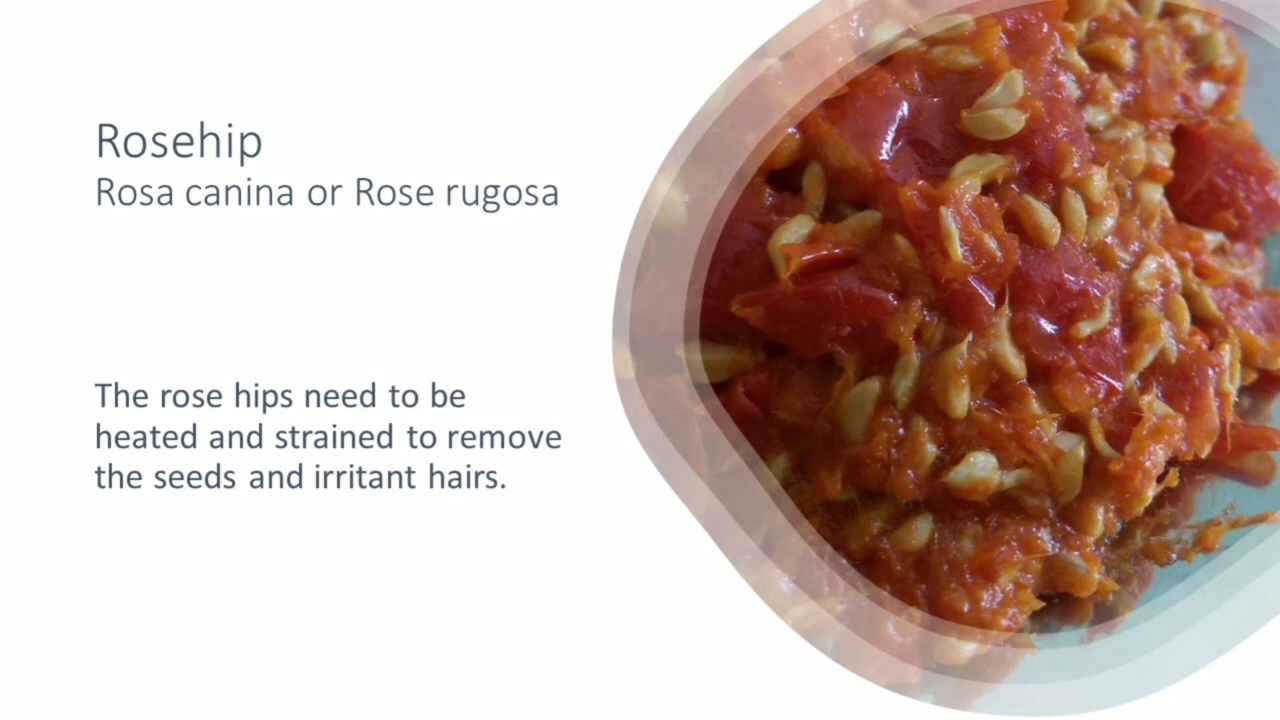 Rosehip
Rosa canina or Rose rugosa
The rose hips need to be
heated and strained to remove
the seeds and irritant hairs.